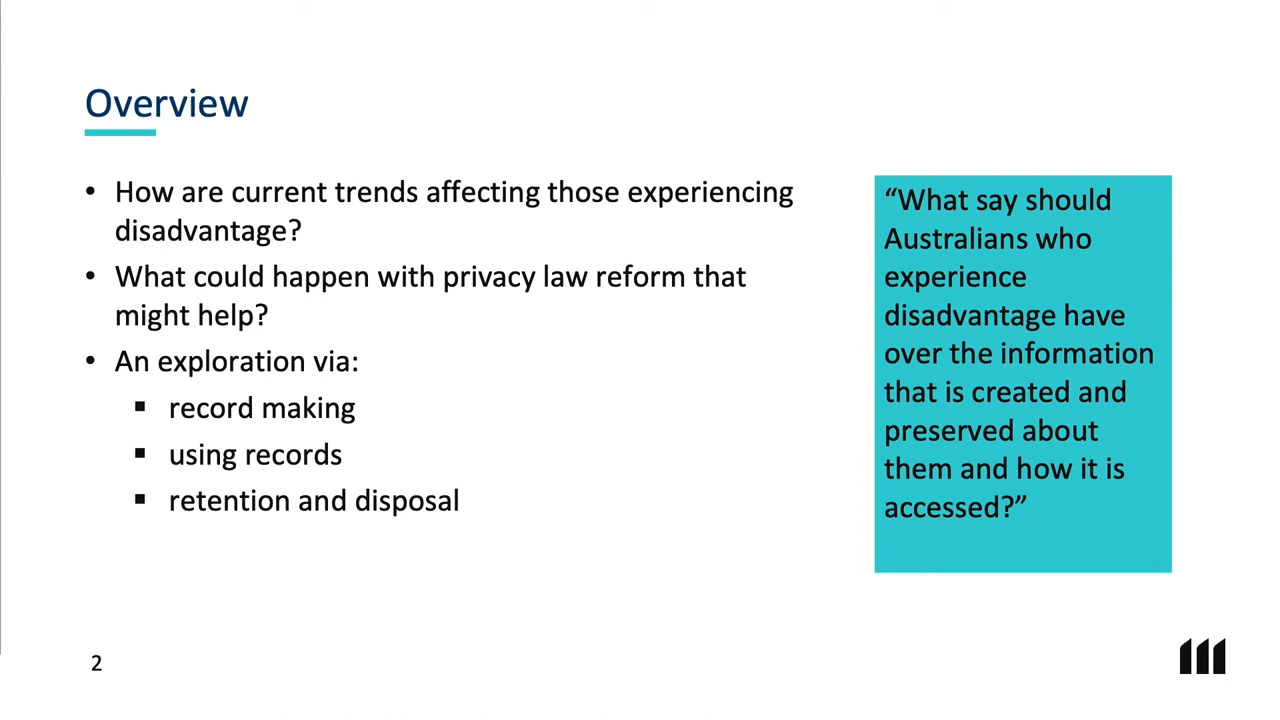 Overview
• How are current trends affecting those experiencing
disadvantage?
• What could happen with privacy law reform that
might help?
• An exploration via:
▪ record making
▪ using records
▪ retention and disposal
“What say should
Australians who
experience
disadvantage have
over the information
that is created and
preserved about
them and how it is
accessed?”
2